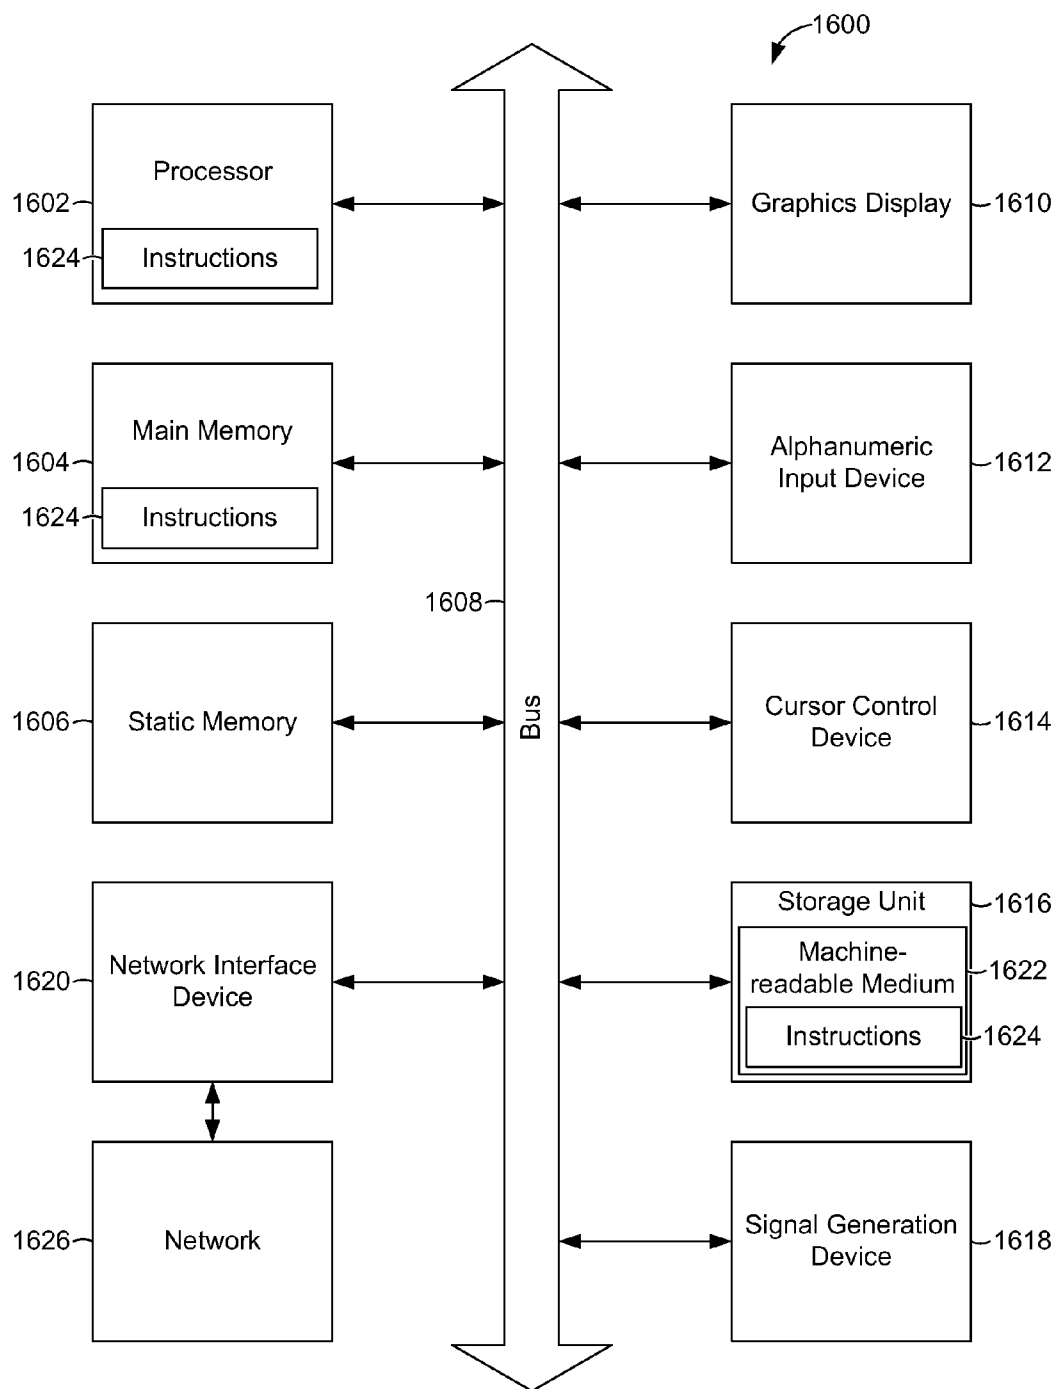 1600
Processor
1602
1624
Instructions
Graphics Display
1610
Main Memory
1604
1624
Instructions
Alphanumeric
Input Device
1612
1608
Bus
Static Memory
1606
Cursor Control
Device
1614
Network Interface
Device
1620
Storage Unit
1616
Machine-
readable Medium
1622
Instructions
1624
Network
1626
Signal Generation
Device
1618